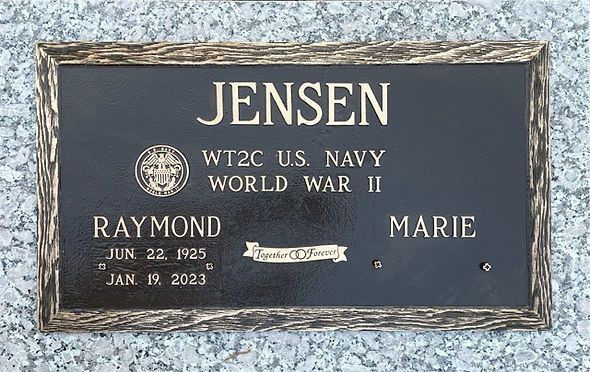 JENSEN
WT2C U.S. NAVY
WORLD WAR II
RAYMOND
MARIE
JUN. 22, 1925
Together Forever
JAN. 19, 2023